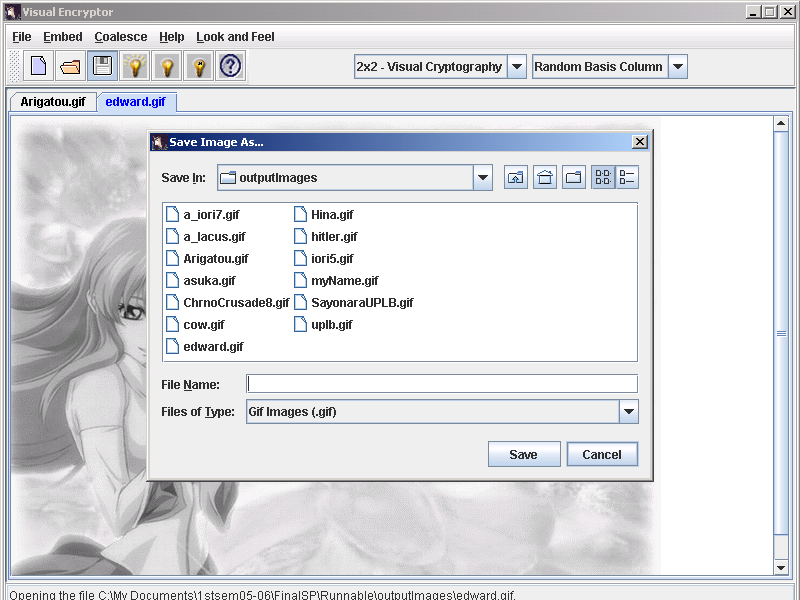 Visual Encryptor
File Embed Coalesce Help Look and Feel
2x2 - Visual Cryptography Random Basis Column
Arigatou.gif edward.gif
Save Image As...
Save In: outputImages
a_iori7.gif Hina.gif
a_lacus.gif hitler.gif
Arigatou.gif iori5.gif
asuka.gif myName.gif
ChrnoCrusade8.gif SayonaraUPLB.gif
cow.gif uplb.gif
edward.gif
File Name:
Files of Type: Gif Images (.gif)
Save Cancel
Opening the file C:\My Documents\1stsem05-06\FinalSP\Runnable\outputImages\edward.gif.